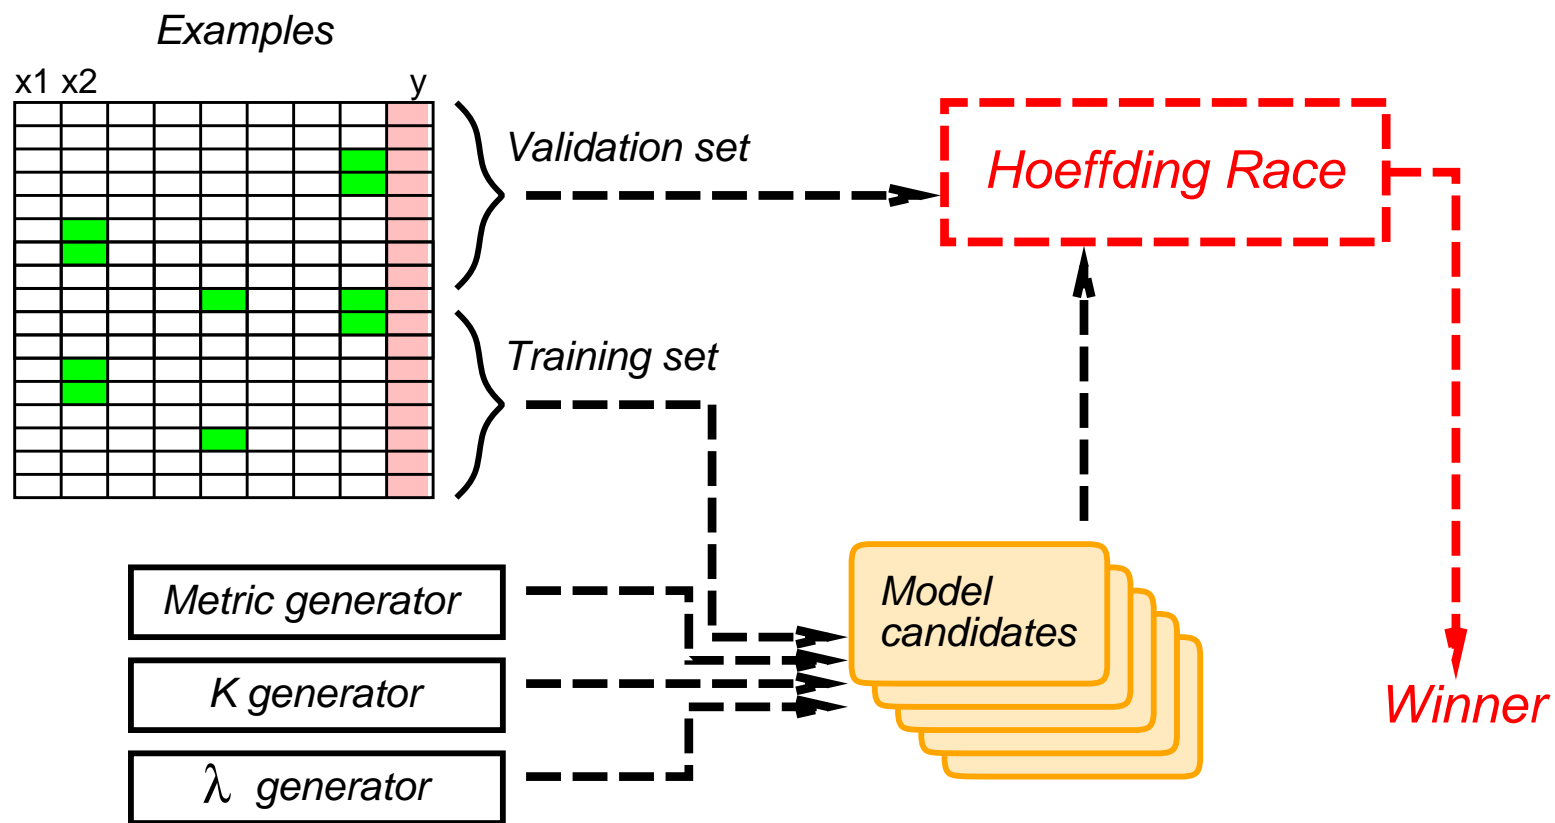 Examples
x1 x2 y
Validation set
Hoeffding Race
Training set
Metric generator
Model
candidates
K generator
Winner
λ generator